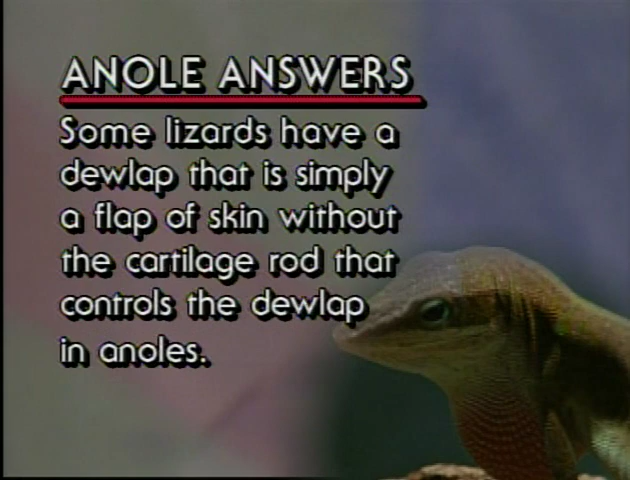 ANOLE ANSWERS
Some lizards have a
dewlap that is simply
a flap of skin without
the cartilage rod that
controls the dewlap
in anoles.